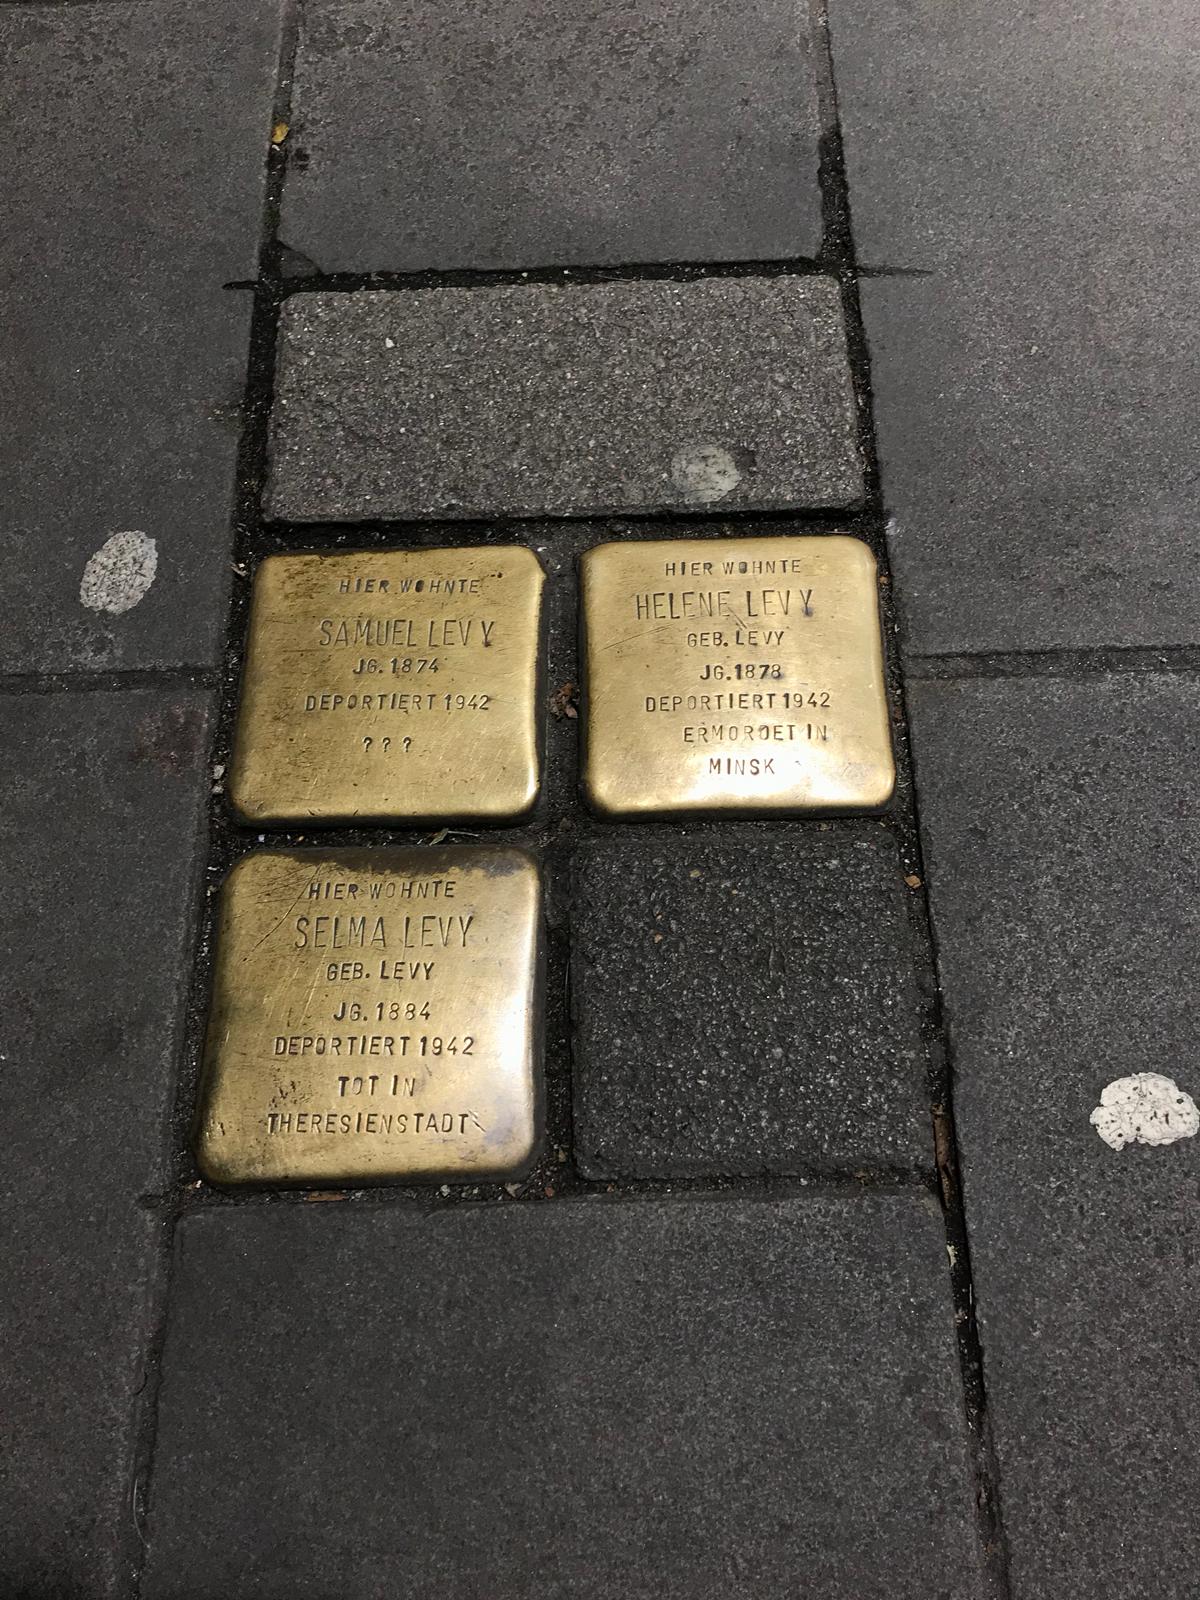 HIER WOHNTE
SAMUEL LEVY
JG. 1874
DEPORTIERT 1942
???
HIER WOHNTE
HELENE LEVY
GEB. LEVY
JG. 1878
DEPORTIERT 1942
ERMORDET IN
MINSK
HIER WOHNTE
SELMA LEVY
GEB. LEVY
JG. 1884
DEPORTIERT 1942
TOT IN
THERESIENSTADT